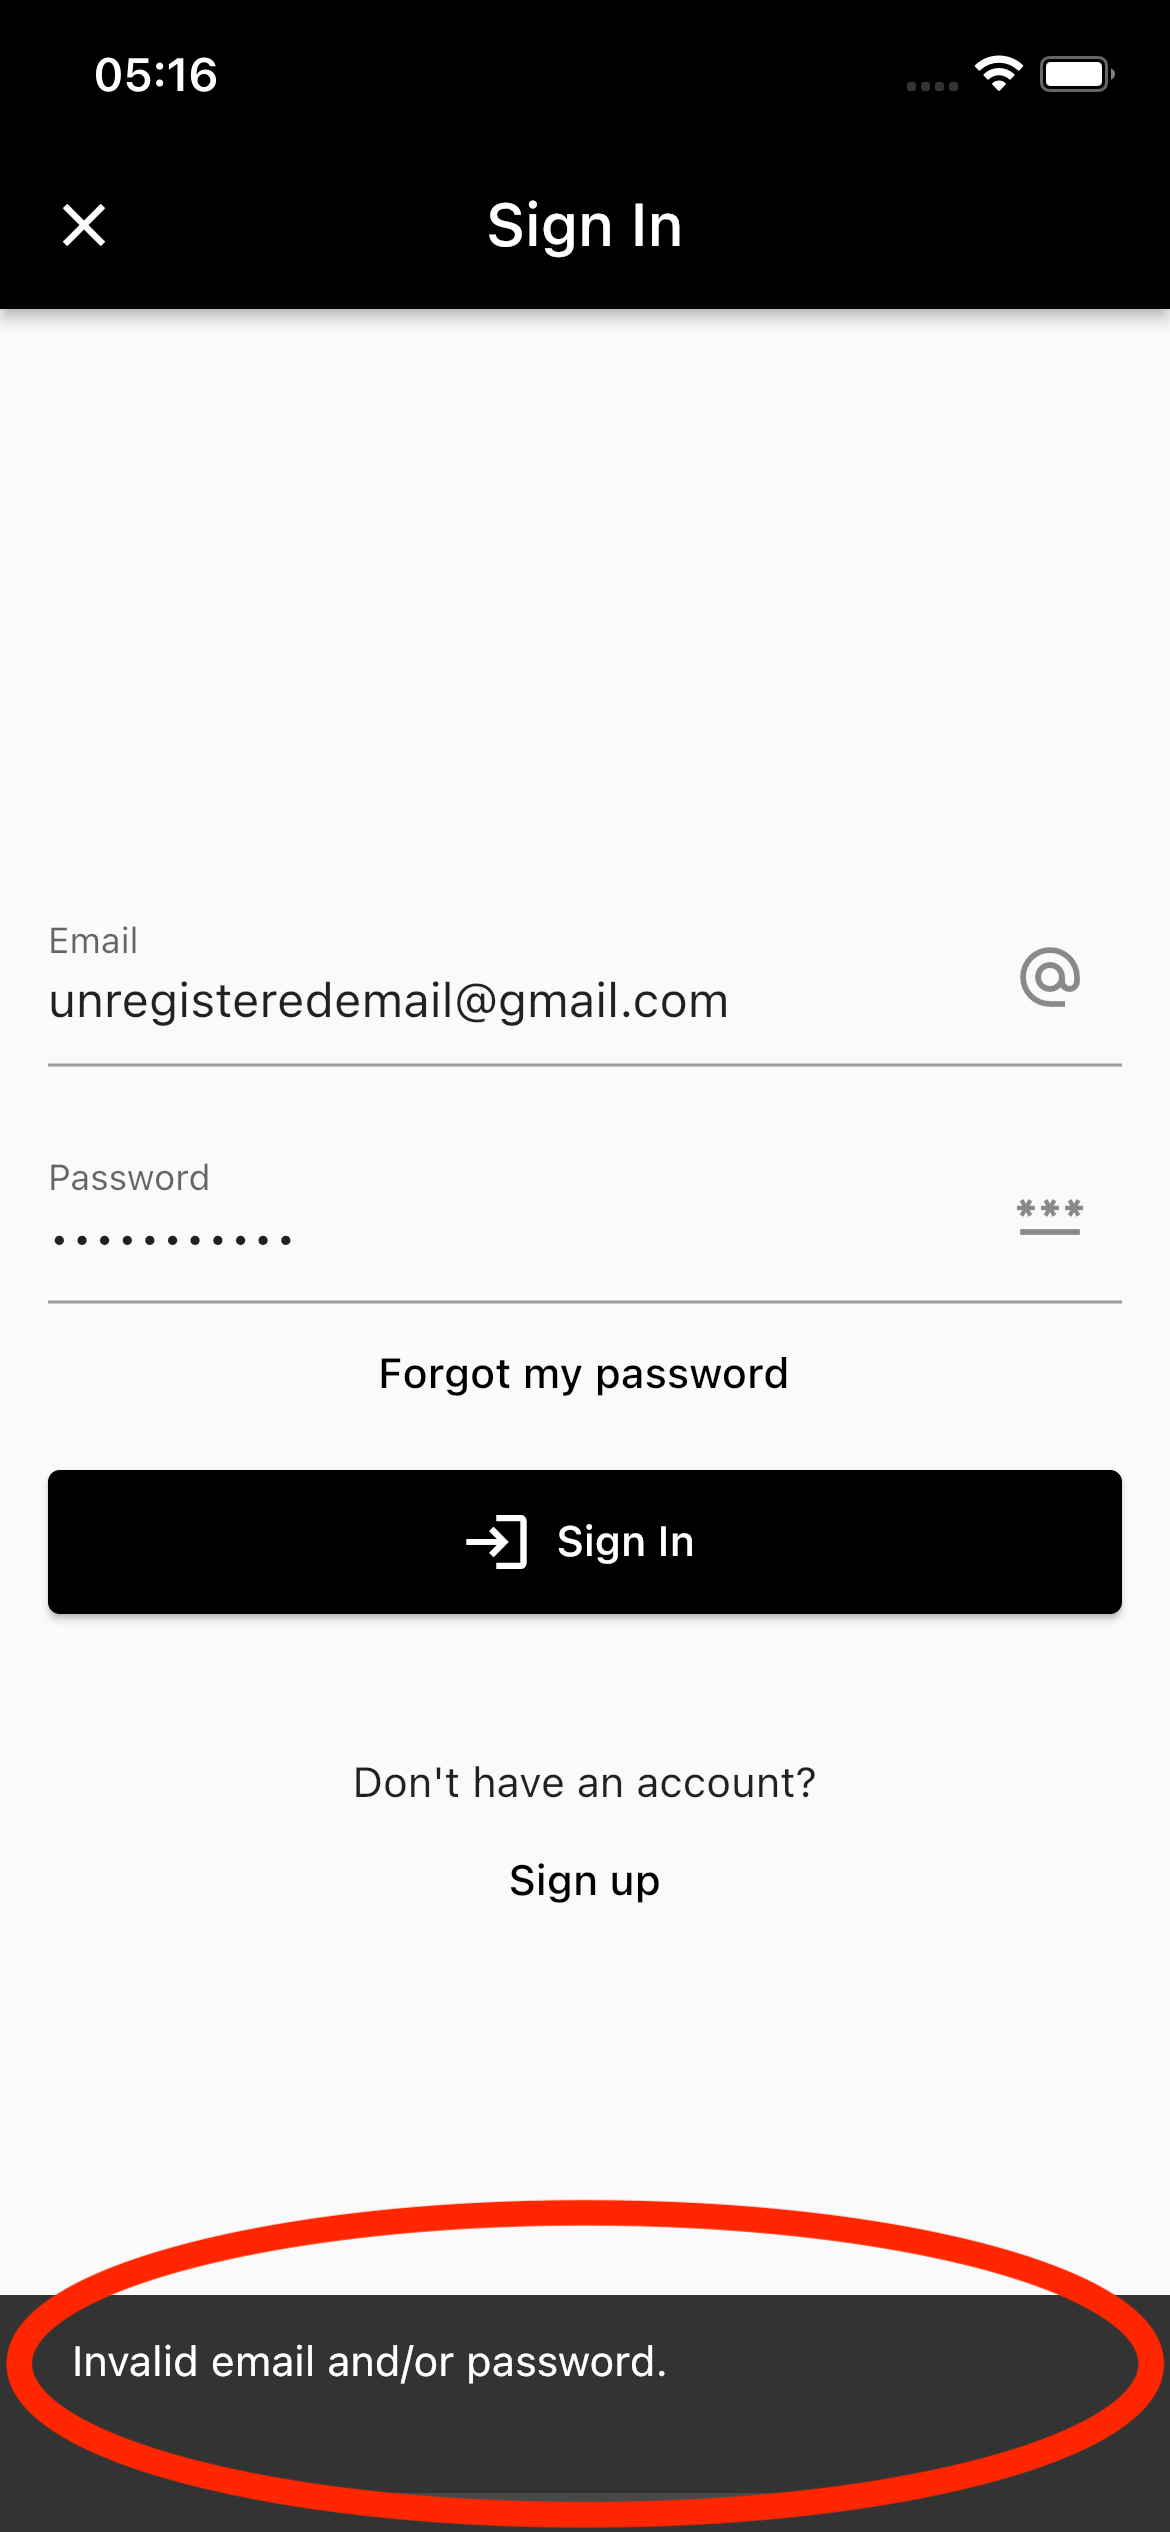 05:16
Sign In
Email
unregisteredemail@gmail.com
Password
•••••••••••
***
Forgot my password
Sign In
Don't have an account?
Sign up
Invalid email and/or password.